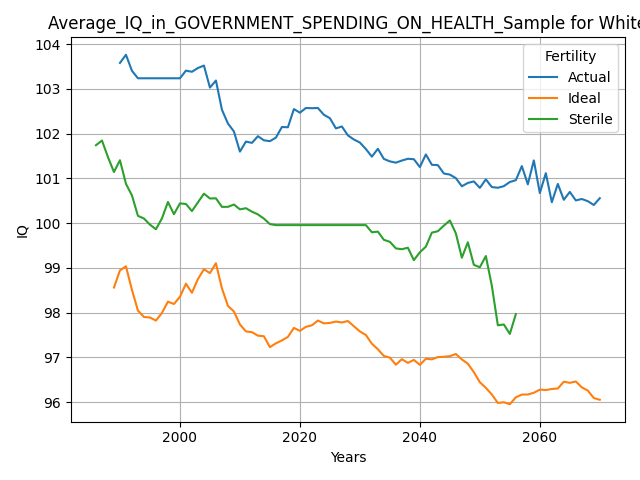 Average_IQ_in_GOVERNMENT_SPENDING_ON_HEALTH_Sample for White
104
103
102
101
100
99
98
97
96
IQ
Fertility
Actual
Ideal
Sterile
2000
2020
2040
2060
Years